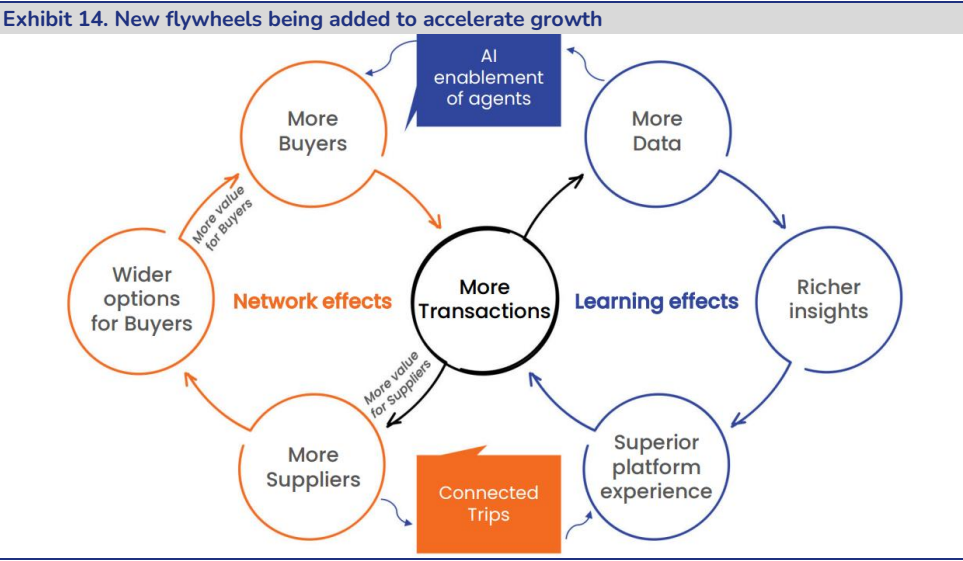 Exhibit 14. New flywheels being added to accelerate growth
AI
enablement
of agents
More
Buyers
More
Data
More value
for Buyers
Wider
options
for Buyers
Network effects
More
Transactions
Learning effects
Richer
insights
More value
for Suppliers
More
Suppliers
Connected
Trips
Superior
platform
experience